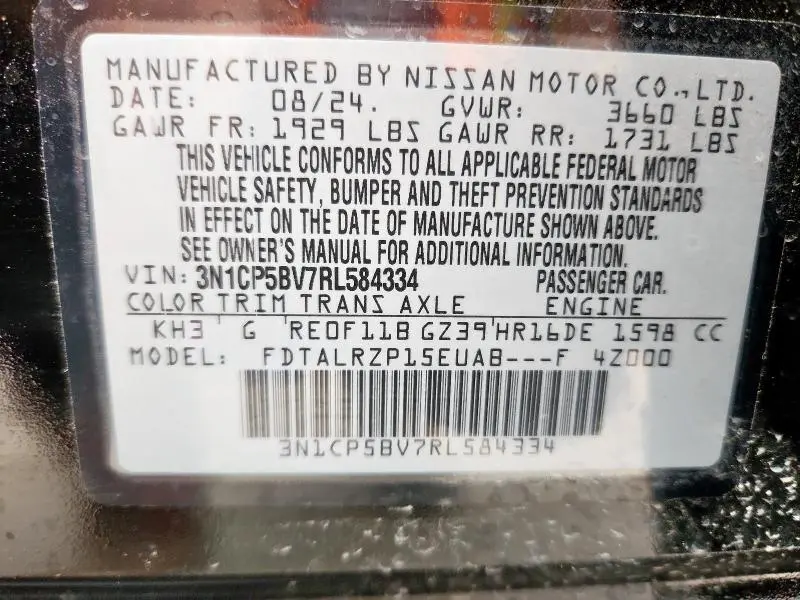 MANUFACTURED BY NISSAN MOTOR CO., LTD.
DATE: 08/24. GVWR: 3660 LBS
GAWR FR: 1929 LBS GAWR RR: 1731 LBS
THIS VEHICLE CONFORMS TO ALL APPLICABLE FEDERAL MOTOR
VEHICLE SAFETY, BUMPER AND THEFT PREVENTION STANDARDS
IN EFFECT ON THE DATE OF MANUFACTURE SHOWN ABOVE.
SEE OWNER'S MANUAL FOR ADDITIONAL INFORMATION.
VIN: 3N1CP5BV7RL584334 PASSENGER CAR.
COLOR TRIM TRANS AXLE ENGINE
KH3 G RE0F11B GZ39 HR16DE 1598 CC
MODEL: FDTALRZP15EUAB---F 4Z000
3N1CP5BV7RL584334